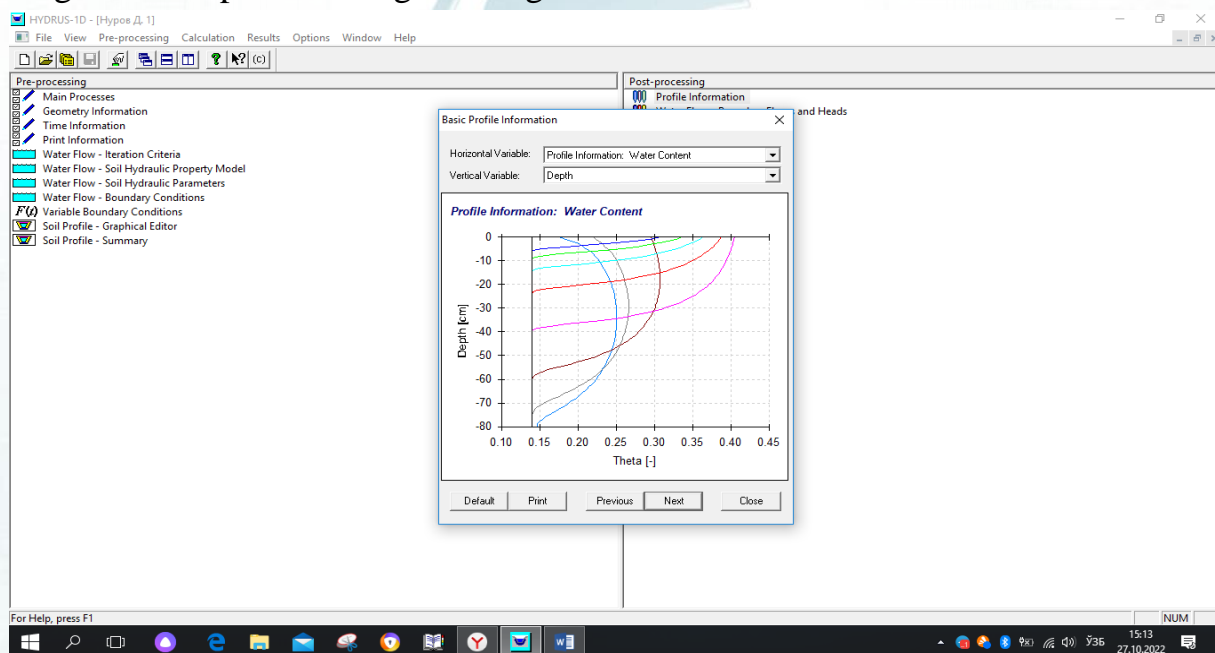 HYDRUS-1D - [Нуров Д. 1]
File View Pre-processing Calculation Results Options Window Help
Pre-processing
Main Processes
Geometry Information
Time Information
Print Information
Water Flow - Iteration Criteria
Water Flow - Soil Hydraulic Property Model
Water Flow - Soil Hydraulic Parameters
Water Flow - Boundary Conditions
F(t) Variable Boundary Conditions
Soil Profile - Graphical Editor
Soil Profile - Summary
Post-processing
Profile Information
and Heads
Basic Profile Information
Horizontal Variable: Profile Information: Water Content
Vertical Variable: Depth
Profile Information: Water Content
0
-10
-20
-30
-40
-50
-60
-70
-80
Depth [cm]
0.10 0.15 0.20 0.25 0.30 0.35 0.40 0.45
Theta [-]
Default Print Previous Next Close
For Help, press F1
NUM
ЎЗБ
15:13
27.10.2022